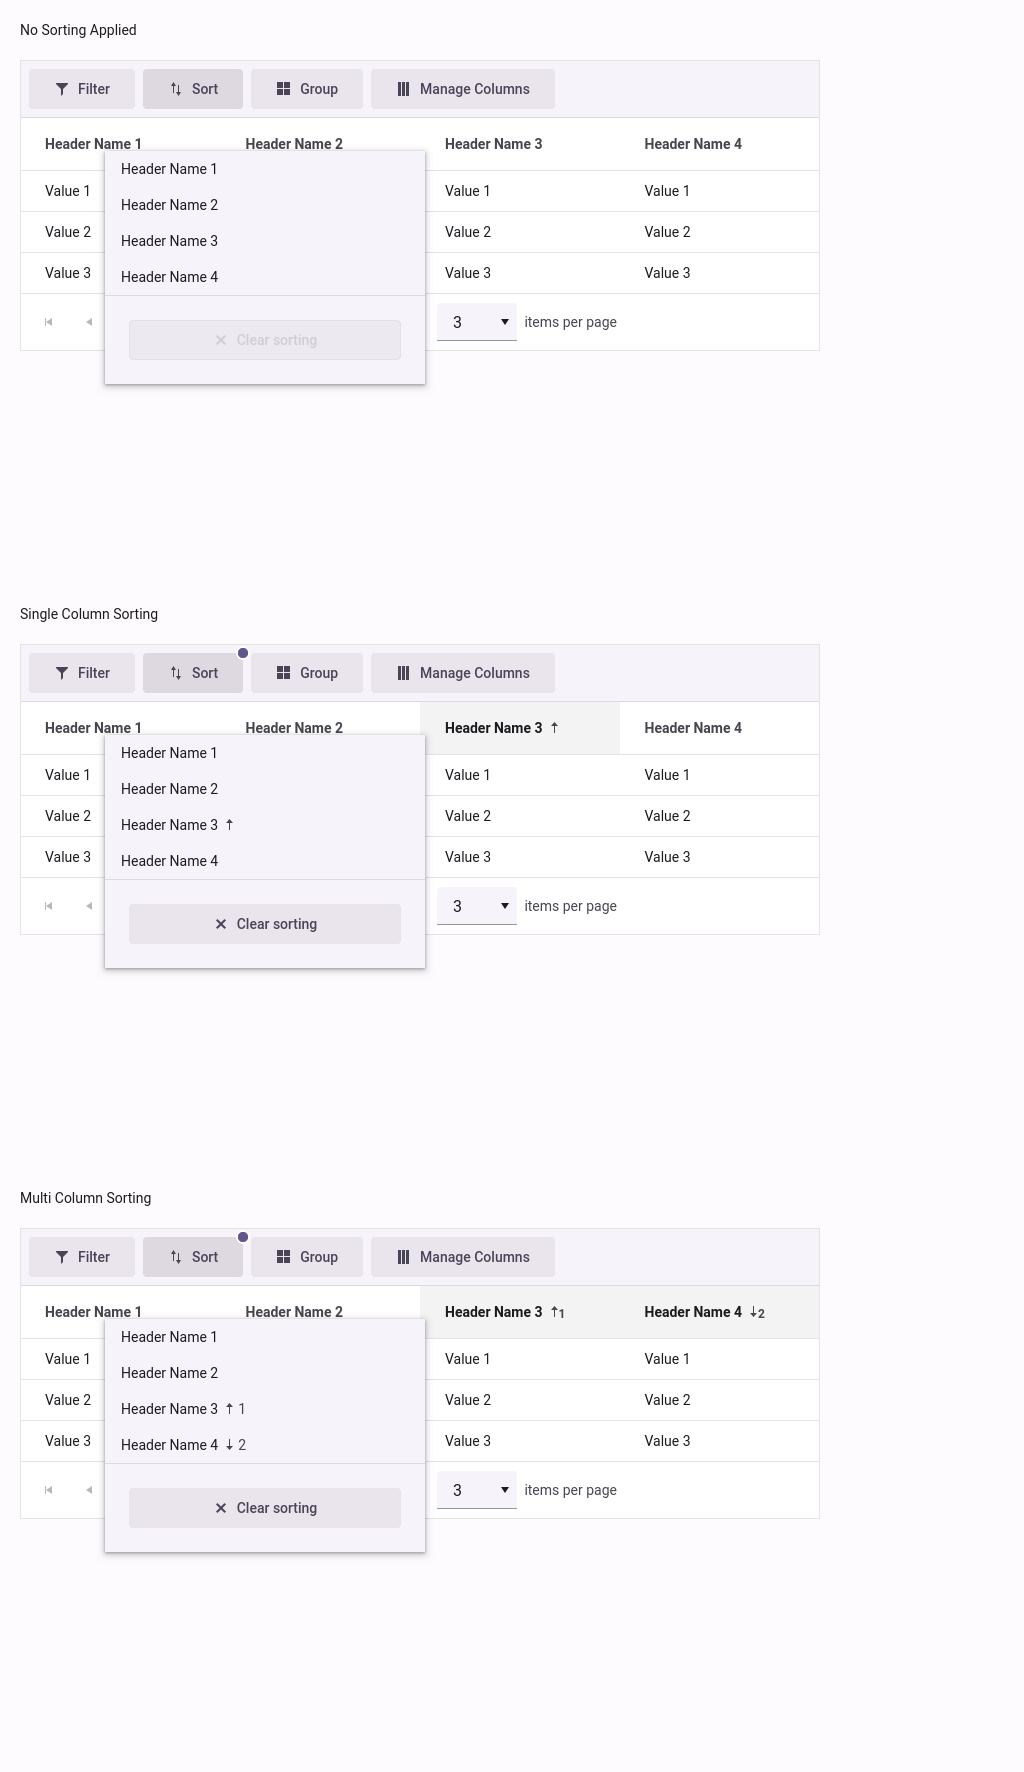 No Sorting Applied
Filter Sort Group Manage Columns
Header Name 1 Header Name 2 Header Name 3 Header Name 4
Header Name 1
Value 1 Value 1 Value 1
Header Name 2
Value 2 Value 2 Value 2
Header Name 3
Value 3 Value 3 Value 3
Header Name 4
3 items per page
Clear sorting
Single Column Sorting
Filter Sort Group Manage Columns
Header Name 1 Header Name 2 Header Name 3 ↑ Header Name 4
Header Name 1
Value 1 Value 1 Value 1
Header Name 2
Value 2 Value 2 Value 2
Header Name 3 ↑
Value 3 Value 3 Value 3
Header Name 4
3 items per page
Clear sorting
Multi Column Sorting
Filter Sort Group Manage Columns
Header Name 1 Header Name 2 Header Name 3 ↑1 Header Name 4 ↓2
Header Name 1
Value 1 Value 1 Value 1
Header Name 2
Value 2 Value 2 Value 2
Header Name 3 ↑ 1
Value 3 Value 3 Value 3
Header Name 4 ↓ 2
3 items per page
Clear sorting